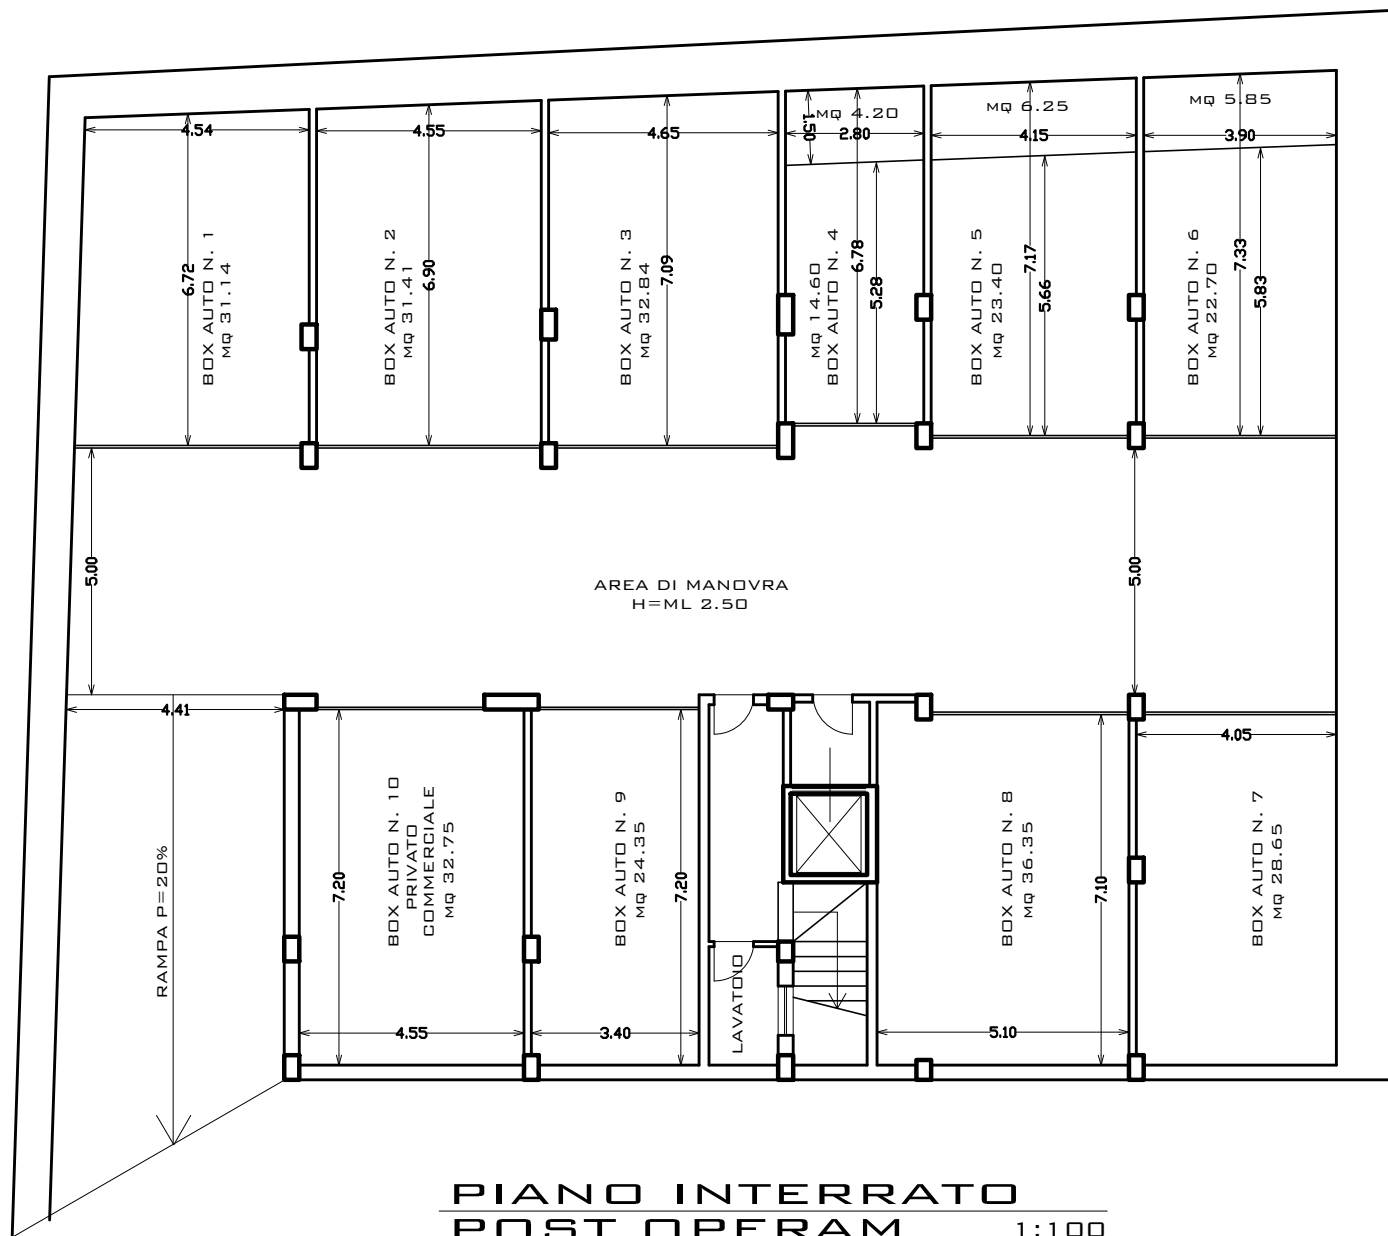 MQ 4.20
MQ 6.25
MQ 5.85
4.54
4.55
4.65
1.50
2.80
4.15
3.90
BOX AUTO N. 1
MQ 31.14
6.72
BOX AUTO N. 2
MQ 31.41
6.90
BOX AUTO N. 3
MQ 32.84
7.09
MQ 14.60
BOX AUTO N. 4
6.78
5.28
BOX AUTO N. 5
MQ 23.40
7.17
5.66
BOX AUTO N. 6
MQ 22.70
7.33
5.83
5.00
AREA DI MANOVRA
H=ML 2.50
5.00
4.41
4.05
RAMPA P=20%
7.20
BOX AUTO N. 10
PRIVATO
COMMERCIALE
MQ 32.75
BOX AUTO N. 9
MQ 24.35
7.20
BOX AUTO N. 8
MQ 36.35
7.10
BOX AUTO N. 7
MQ 28.65
LAVATOIO
4.55
3.40
5.10
PIANO INTERRATO
POST OPERAM 1:100